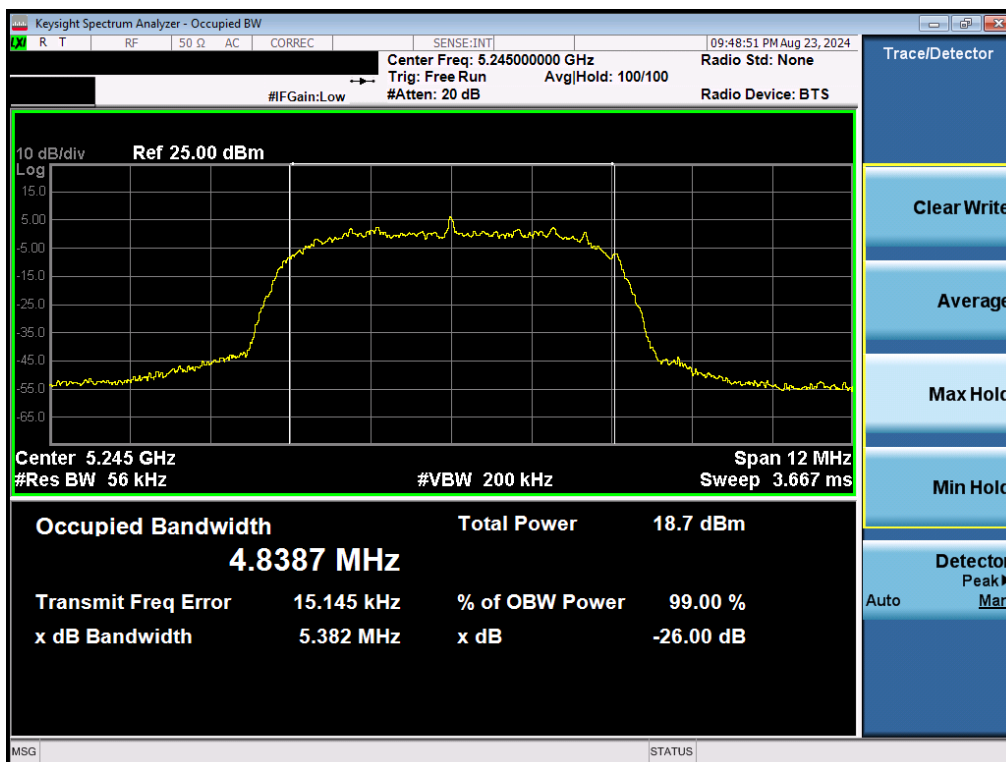 Keysight Spectrum Analyzer - Occupied BW
LXI R T RF 50 Ω AC CORREC SENSE:INT 09:48:51 PM Aug 23, 2024
Center Freq: 5.245000000 GHz Radio Std: None
Trig: Free Run Avg|Hold: 100/100
#IFGain:Low #Atten: 20 dB Radio Device: BTS
10 dB/div Ref 25.00 dBm
Log
15.0
5.00
-5.00
-15.0
-25.0
-35.0
-45.0
-55.0
-65.0
Center 5.245 GHz Span 12 MHz
#Res BW 56 kHz #VBW 200 kHz Sweep 3.667 ms
Occupied Bandwidth Total Power 18.7 dBm
4.8387 MHz
Transmit Freq Error 15.145 kHz % of OBW Power 99.00 %
x dB Bandwidth 5.382 MHz x dB -26.00 dB
MSG STATUS
Trace/Detector
Clear Write
Average
Max Hold
Min Hold
Detector
Peak
Auto Man